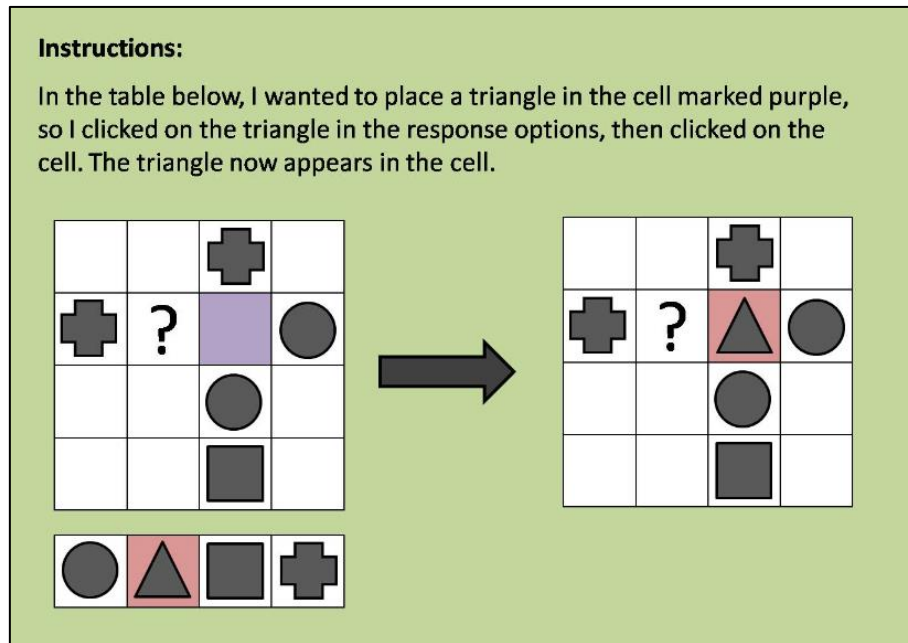 Instructions:
In the table below, I wanted to place a triangle in the cell marked purple,
so I clicked on the triangle in the response options, then clicked on the
cell. The triangle now appears in the cell.
?
?